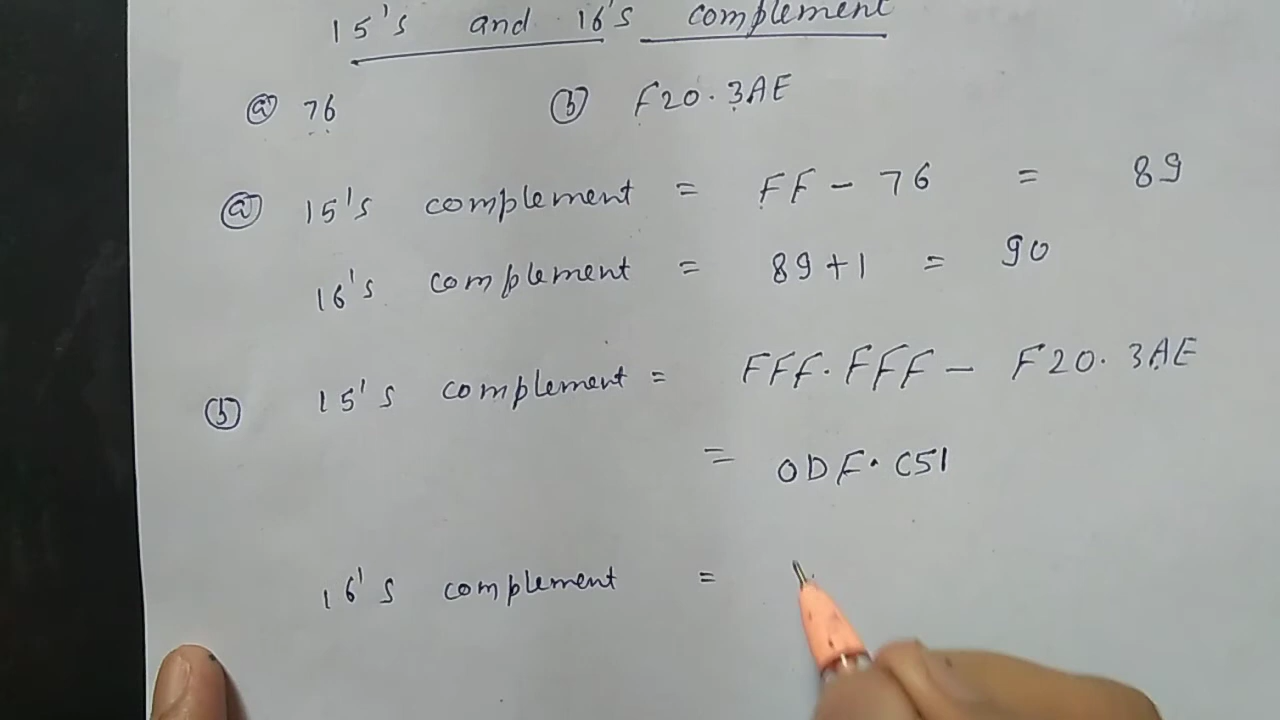 15's and 16's complement
(a) 76 (b) F20.3AE
(a) 15's complement = FF - 76 = 89
16's complement = 89+1 = 90
(b) 15's complement = FFF.FFF - F20.3AE
= 0DF.C51
16's complement =